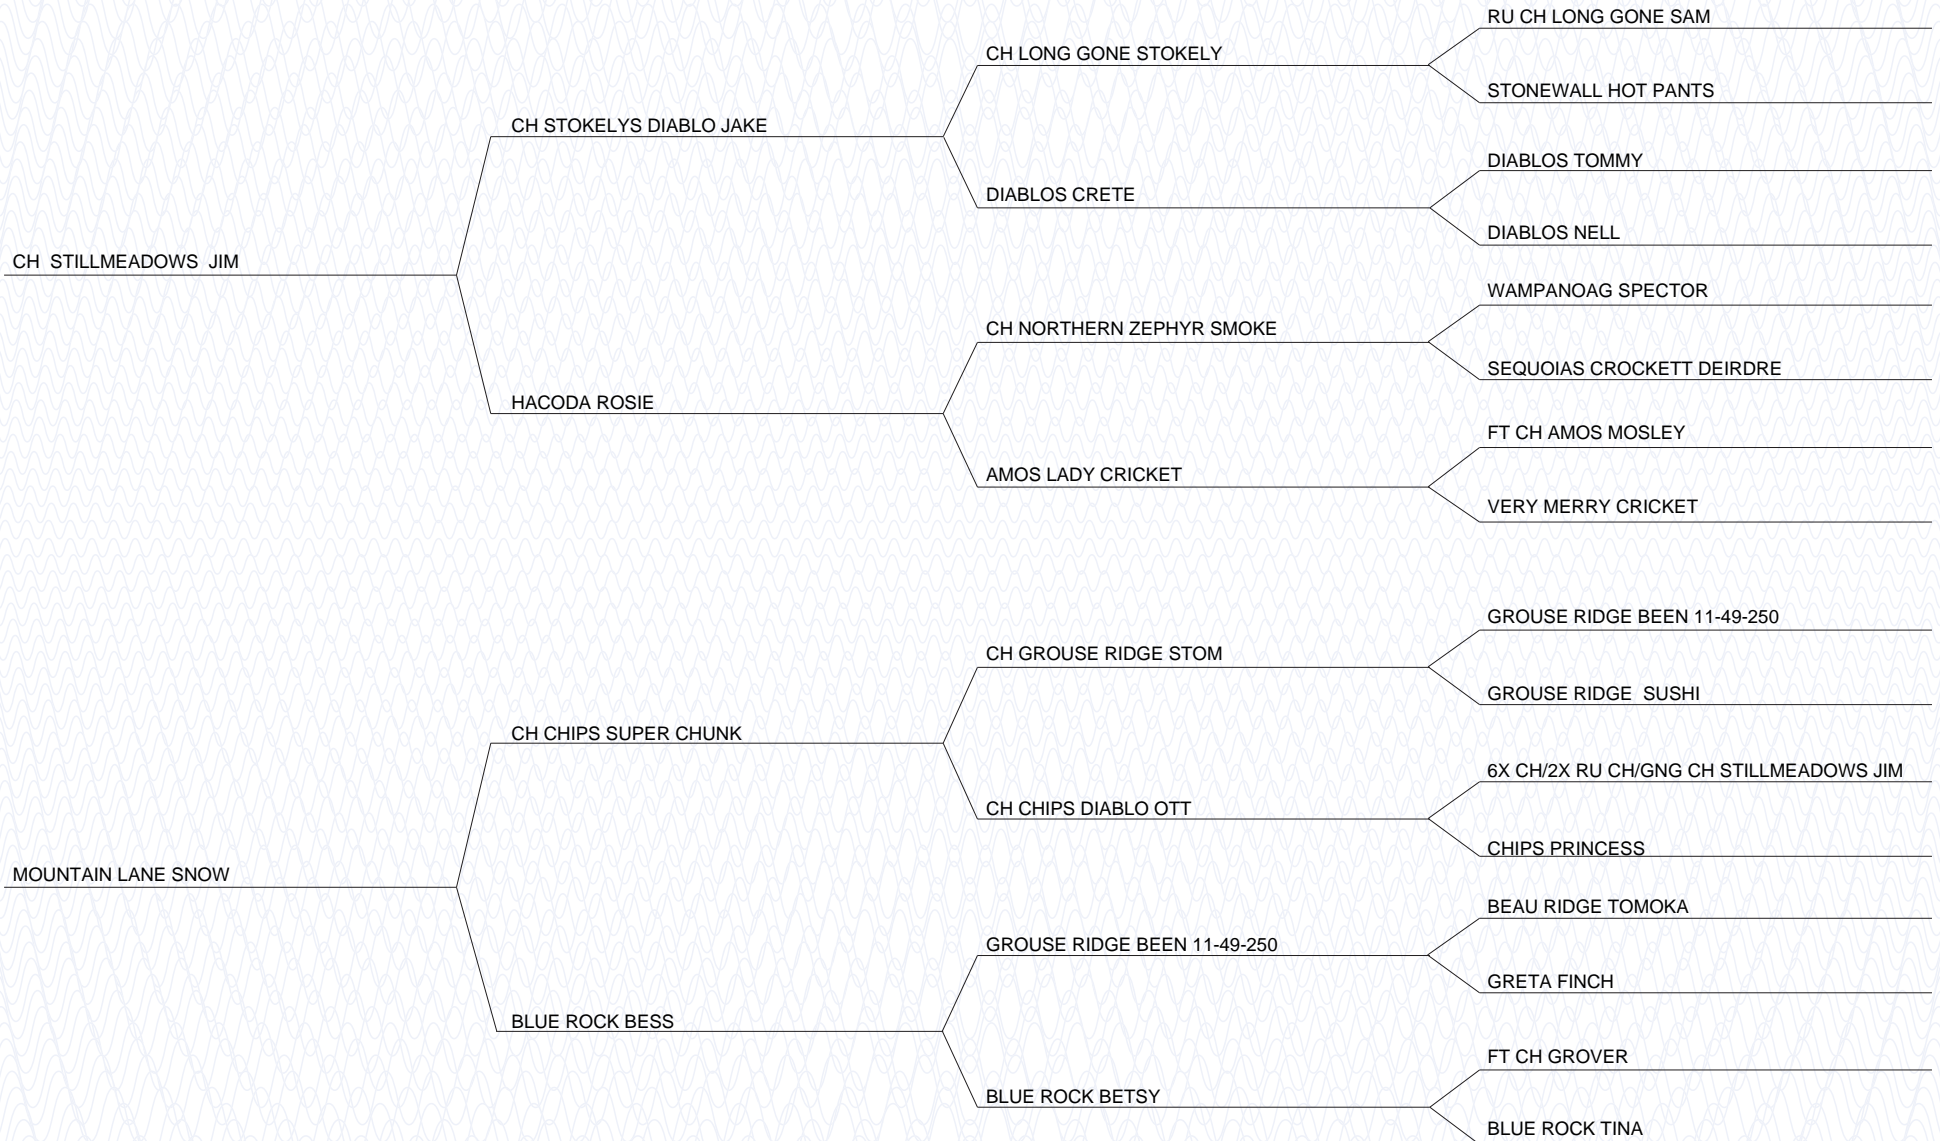 RU CH LONG GONE SAM
CH LONG GONE STOKELY
STONEWALL HOT PANTS
CH STOKELYS DIABLO JAKE
DIABLOS TOMMY
DIABLOS CRETE
DIABLOS NELL
CH  STILLMEADOWS  JIM
WAMPANOAG SPECTOR
CH NORTHERN ZEPHYR SMOKE
SEQUOIAS CROCKETT DEIRDRE
HACODA ROSIE
FT CH AMOS MOSLEY
AMOS LADY CRICKET
VERY MERRY CRICKET
GROUSE RIDGE BEEN 11-49-250
CH GROUSE RIDGE STOM
GROUSE RIDGE  SUSHI
CH CHIPS SUPER CHUNK
6X CH/2X RU CH/GNG CH STILLMEADOWS JIM
CH CHIPS DIABLO OTT
CHIPS PRINCESS
MOUNTAIN LANE SNOW
BEAU RIDGE TOMOKA
GROUSE RIDGE BEEN 11-49-250
GRETA FINCH
BLUE ROCK BESS
FT CH GROVER
BLUE ROCK BETSY
BLUE ROCK TINA